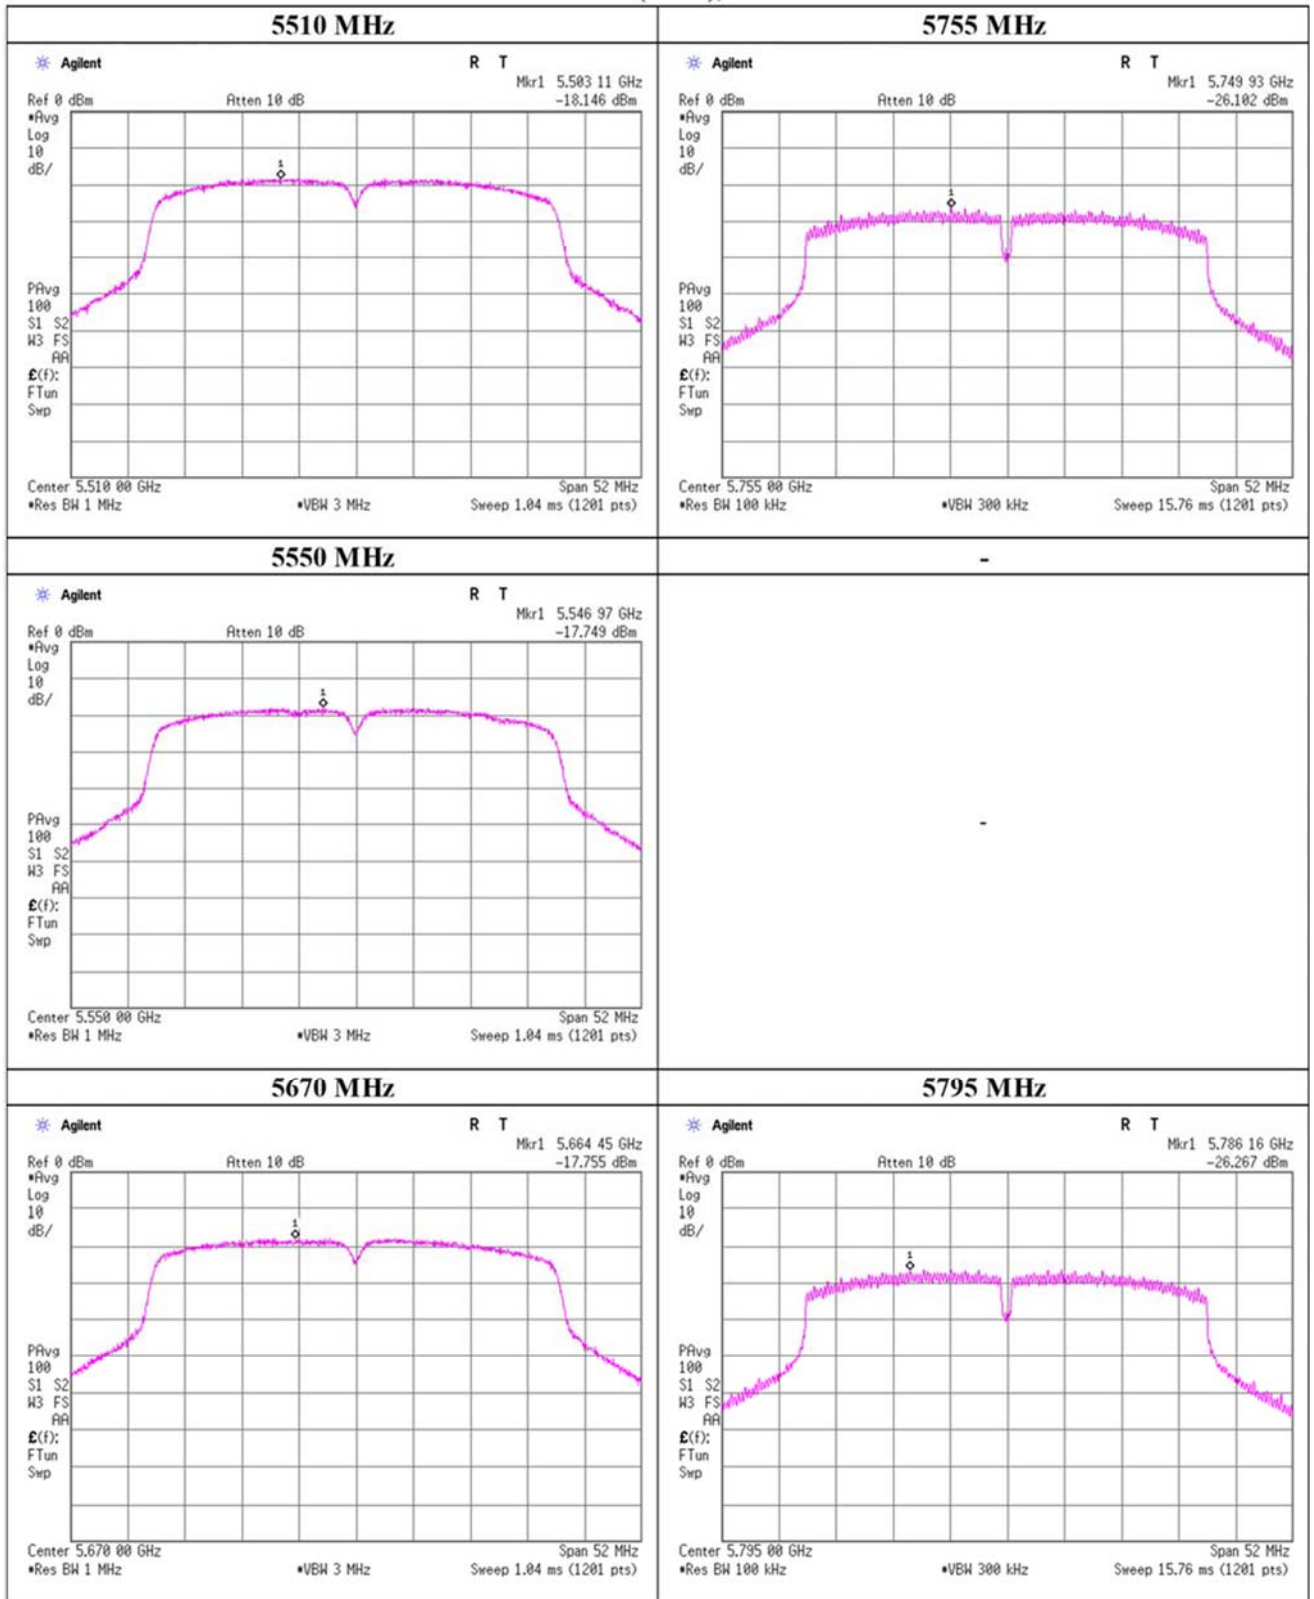 5510 MHz
Agilent
R T
Mkr1 5.503 11 GHz
Ref 0 dBm Atten 10 dB -18.146 dBm
*Avg
Log
10
dB/
1
PAvg
100
S1 S2
W3 FS
AA
£(f):
FTun
Swp
Center 5.510 00 GHz Span 52 MHz
*Res BW 1 MHz *VBW 3 MHz Sweep 1.04 ms (1201 pts)
5755 MHz
Agilent
R T
Mkr1 5.749 93 GHz
Ref 0 dBm Atten 10 dB -26.102 dBm
*Avg
Log
10
dB/
1
PAvg
100
S1 S2
W3 FS
AA
£(f):
FTun
Swp
Center 5.755 00 GHz Span 52 MHz
*Res BW 100 kHz *VBW 300 kHz Sweep 15.76 ms (1201 pts)
5550 MHz
Agilent
R T
Mkr1 5.546 97 GHz
Ref 0 dBm Atten 10 dB -17.749 dBm
*Avg
Log
10
dB/
1
PAvg
100
S1 S2
W3 FS
AA
£(f):
FTun
Swp
Center 5.550 00 GHz Span 52 MHz
*Res BW 1 MHz *VBW 3 MHz Sweep 1.04 ms (1201 pts)
-
-
5670 MHz
Agilent
R T
Mkr1 5.664 45 GHz
Ref 0 dBm Atten 10 dB -17.755 dBm
*Avg
Log
10
dB/
1
PAvg
100
S1 S2
W3 FS
AA
£(f):
FTun
Swp
Center 5.670 00 GHz Span 52 MHz
*Res BW 1 MHz *VBW 3 MHz Sweep 1.04 ms (1201 pts)
5795 MHz
Agilent
R T
Mkr1 5.786 16 GHz
Ref 0 dBm Atten 10 dB -26.267 dBm
*Avg
Log
10
dB/
1
PAvg
100
S1 S2
W3 FS
AA
£(f):
FTun
Swp
Center 5.795 00 GHz Span 52 MHz
*Res BW 100 kHz *VBW 300 kHz Sweep 15.76 ms (1201 pts)